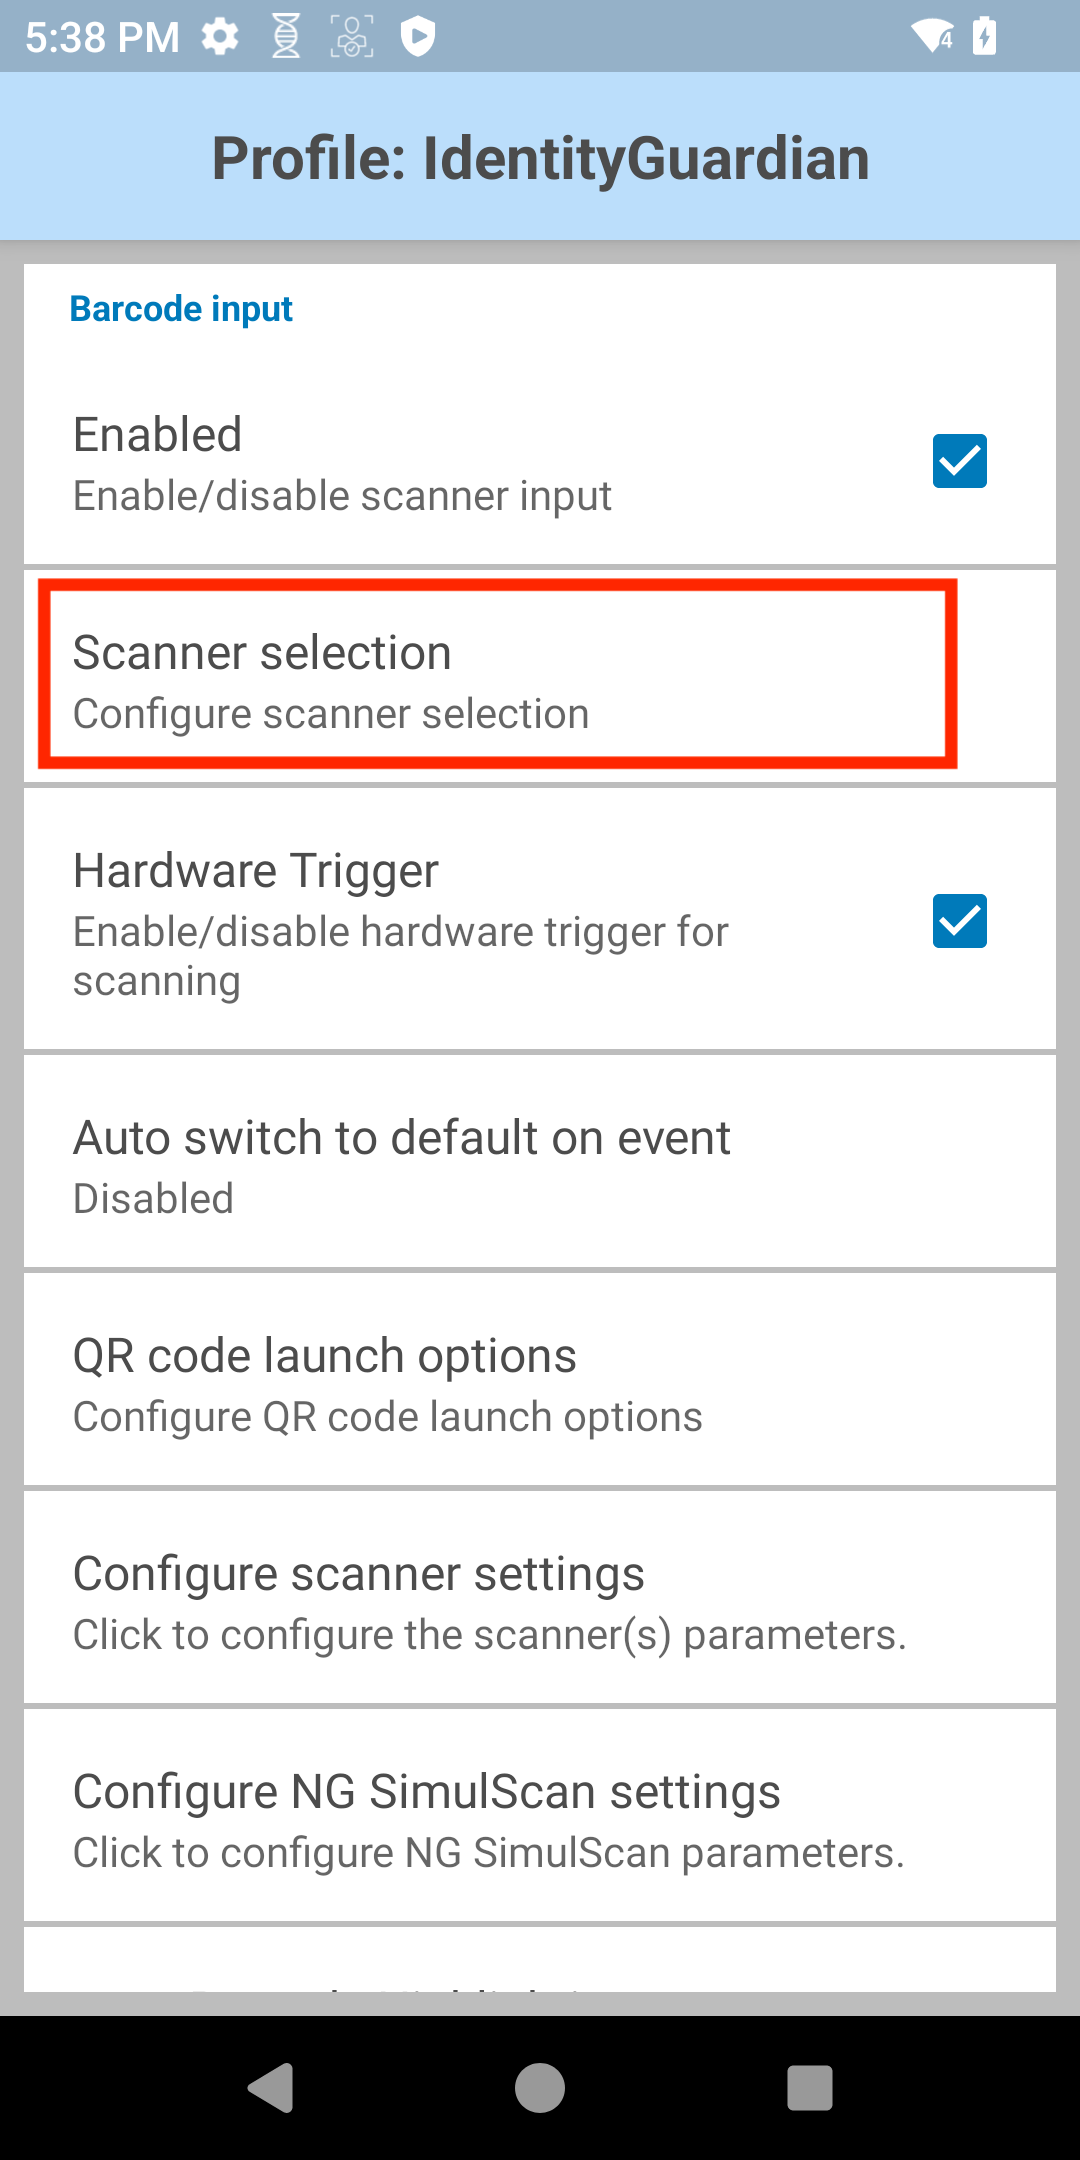 5:38 PM
4
Profile: IdentityGuardian
Barcode input
Enabled
Enable/disable scanner input
Scanner selection
Configure scanner selection
Hardware Trigger
Enable/disable hardware trigger for
scanning
Auto switch to default on event
Disabled
QR code launch options
Configure QR code launch options
Configure scanner settings
Click to configure the scanner(s) parameters.
Configure NG SimulScan settings
Click to configure NG SimulScan parameters.